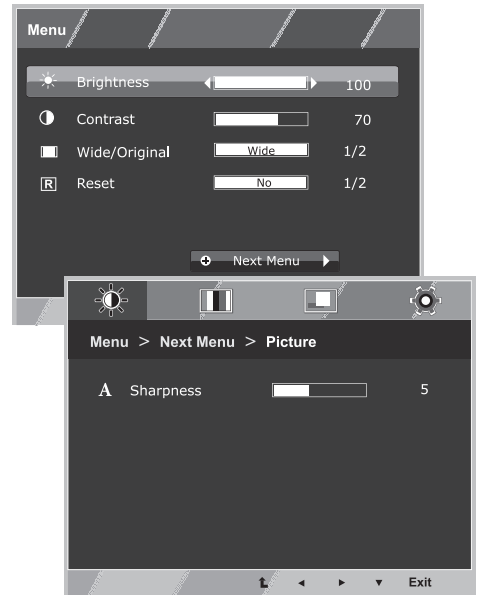 Menu
Brightness 100
Contrast 70
Wide/Original Wide 1/2
R Reset No 1/2
Next Menu
Menu > Next Menu > Picture
A Sharpness 5
Exit